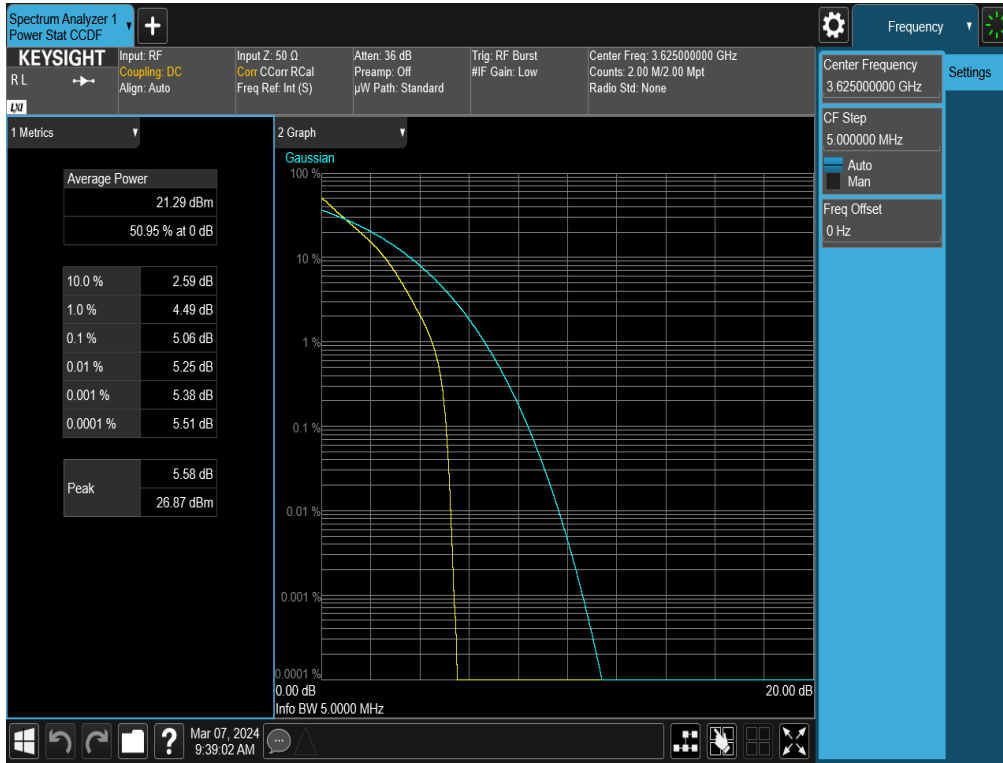 Spectrum Analyzer 1
Power Stat CCDF
Frequency
KEYSIGHT
R L
LXI
Input: RF
Coupling: DC
Align: Auto
Input Z: 50 Ω
Corr CCorr RCal
Freq Ref: Int (S)
Atten: 36 dB
Preamp: Off
µW Path: Standard
Trig: RF Burst
#IF Gain: Low
Center Freq: 3.625000000 GHz
Counts: 2.00 M/2.00 Mpt
Radio Std: None
Center Frequency
3.625000000 GHz
Settings
CF Step
5.000000 MHz
Auto
Man
Freq Offset
0 Hz
1 Metrics
Average Power
21.29 dBm
50.95 % at 0 dB
10.0 % 2.59 dB
1.0 % 4.49 dB
0.1 % 5.06 dB
0.01 % 5.25 dB
0.001 % 5.38 dB
0.0001 % 5.51 dB
Peak
5.58 dB
26.87 dBm
2 Graph
Gaussian
100 %
10 %
1 %
0.1 %
0.01 %
0.001 %
0.0001 %
0.00 dB 20.00 dB
Info BW 5.0000 MHz
?
Mar 07, 2024
9:39:02 AM